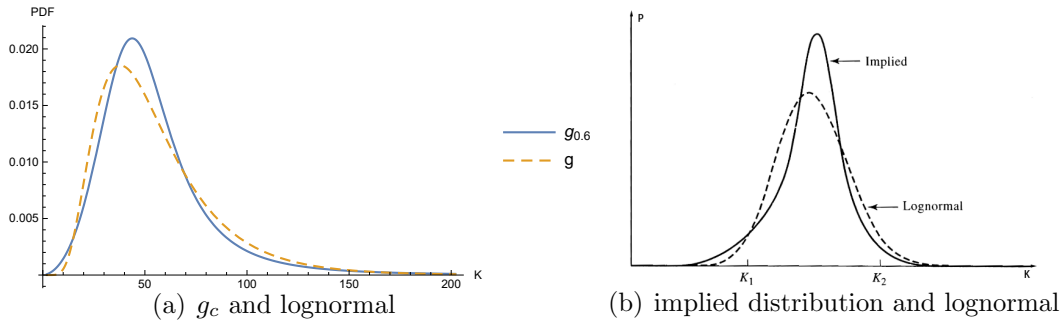 PDF
0.020
0.015
0.010
0.005
50
100
150
200
K
g0.6
g
(a) gc and lognormal
P
Implied
Lognormal
K1
K2
K
(b) implied distribution and lognormal